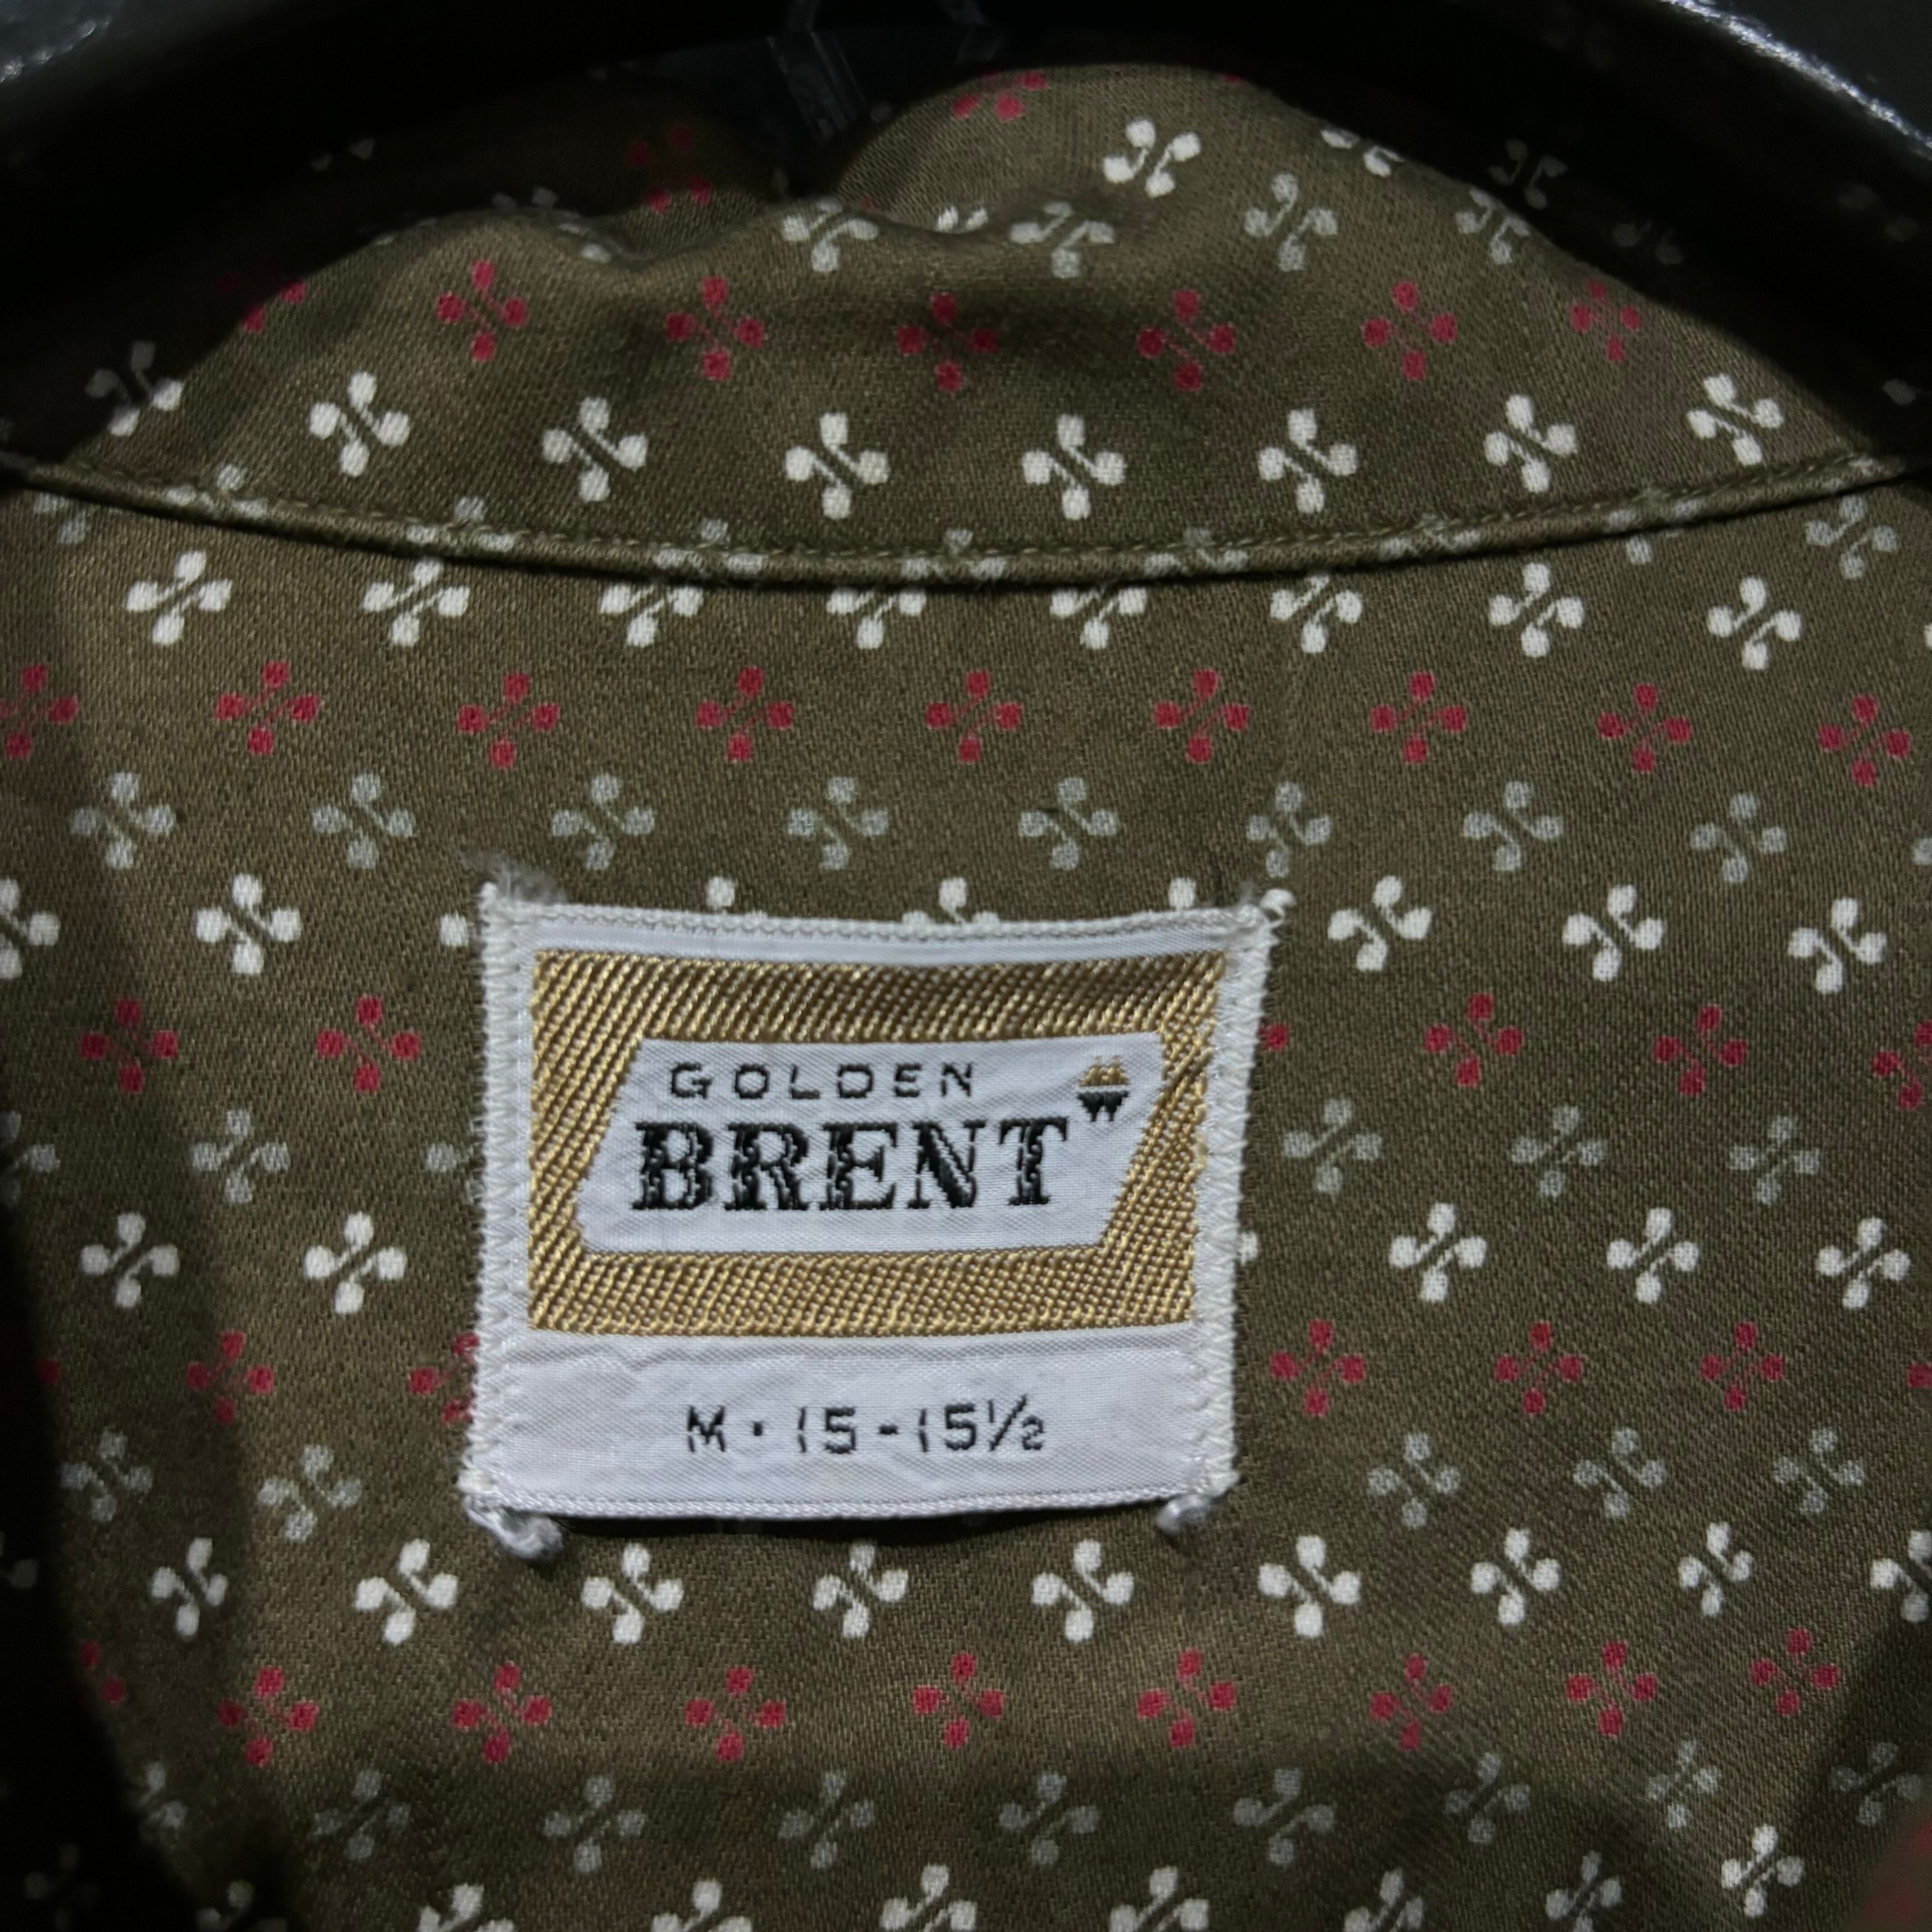 GOLDEN
BRENT
M · 15-15½